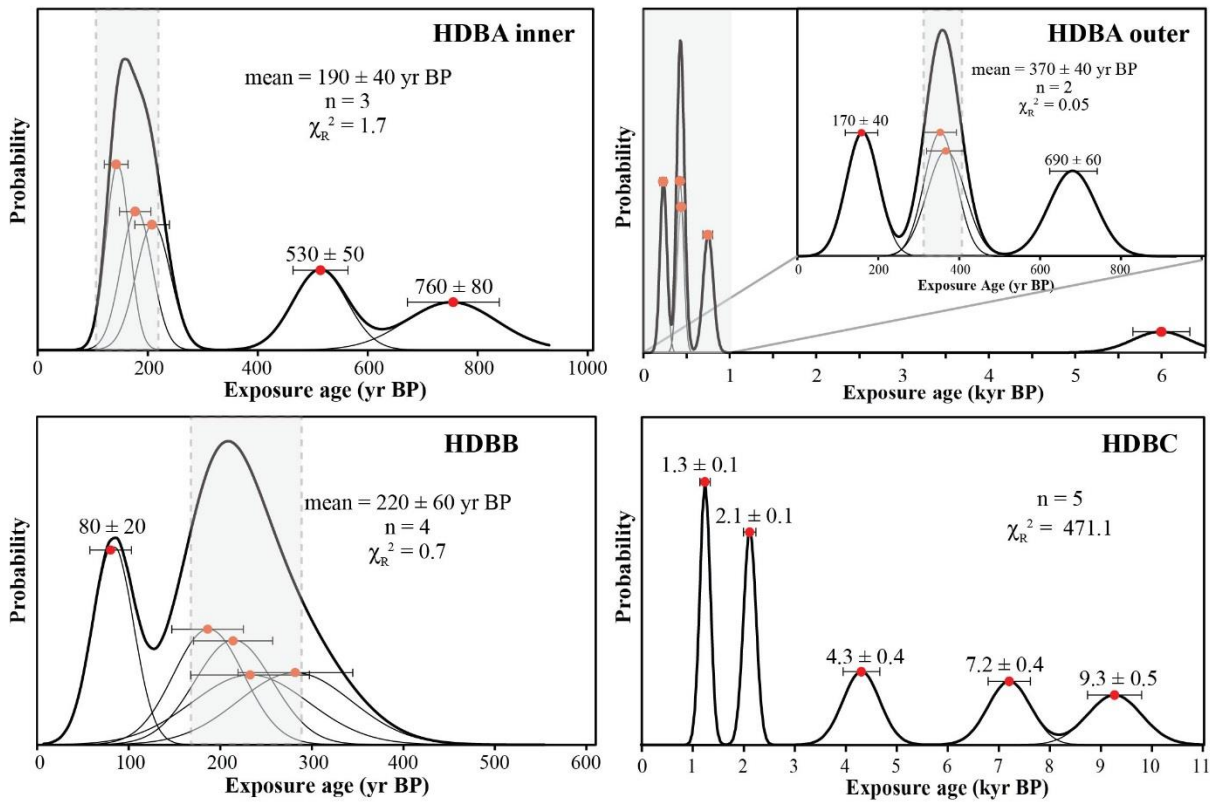 HDBA inner
mean = 190 ± 40 yr BP
n = 3
χR² = 1.7
530 ± 50
760 ± 80
Probability
0 200 400 600 800 1000
Exposure age (yr BP)
HDBA outer
mean = 370 ± 40 yr BP
n = 2
χR² = 0.05
170 ± 40
690 ± 60
0 200 400 600 800
Exposure Age (yr BP)
Probability
0 1 2 3 4 5 6
Exposure age (kyr BP)
HDBB
mean = 220 ± 60 yr BP
n = 4
χR² = 0.7
80 ± 20
Probability
0 100 200 300 400 500 600
Exposure age (yr BP)
HDBC
1.3 ± 0.1
n = 5
2.1 ± 0.1
χR² = 471.1
4.3 ± 0.4
7.2 ± 0.4
9.3 ± 0.5
Probability
0 1 2 3 4 5 6 7 8 9 10 11
Exposure age (kyr BP)